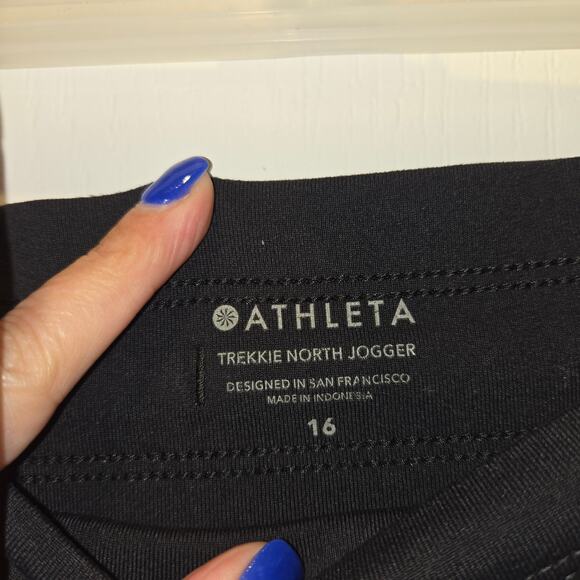 ATHLETA
TREKKIE NORTH JOGGER
DESIGNED IN SAN FRANCISCO
MADE IN INDONESIA
16